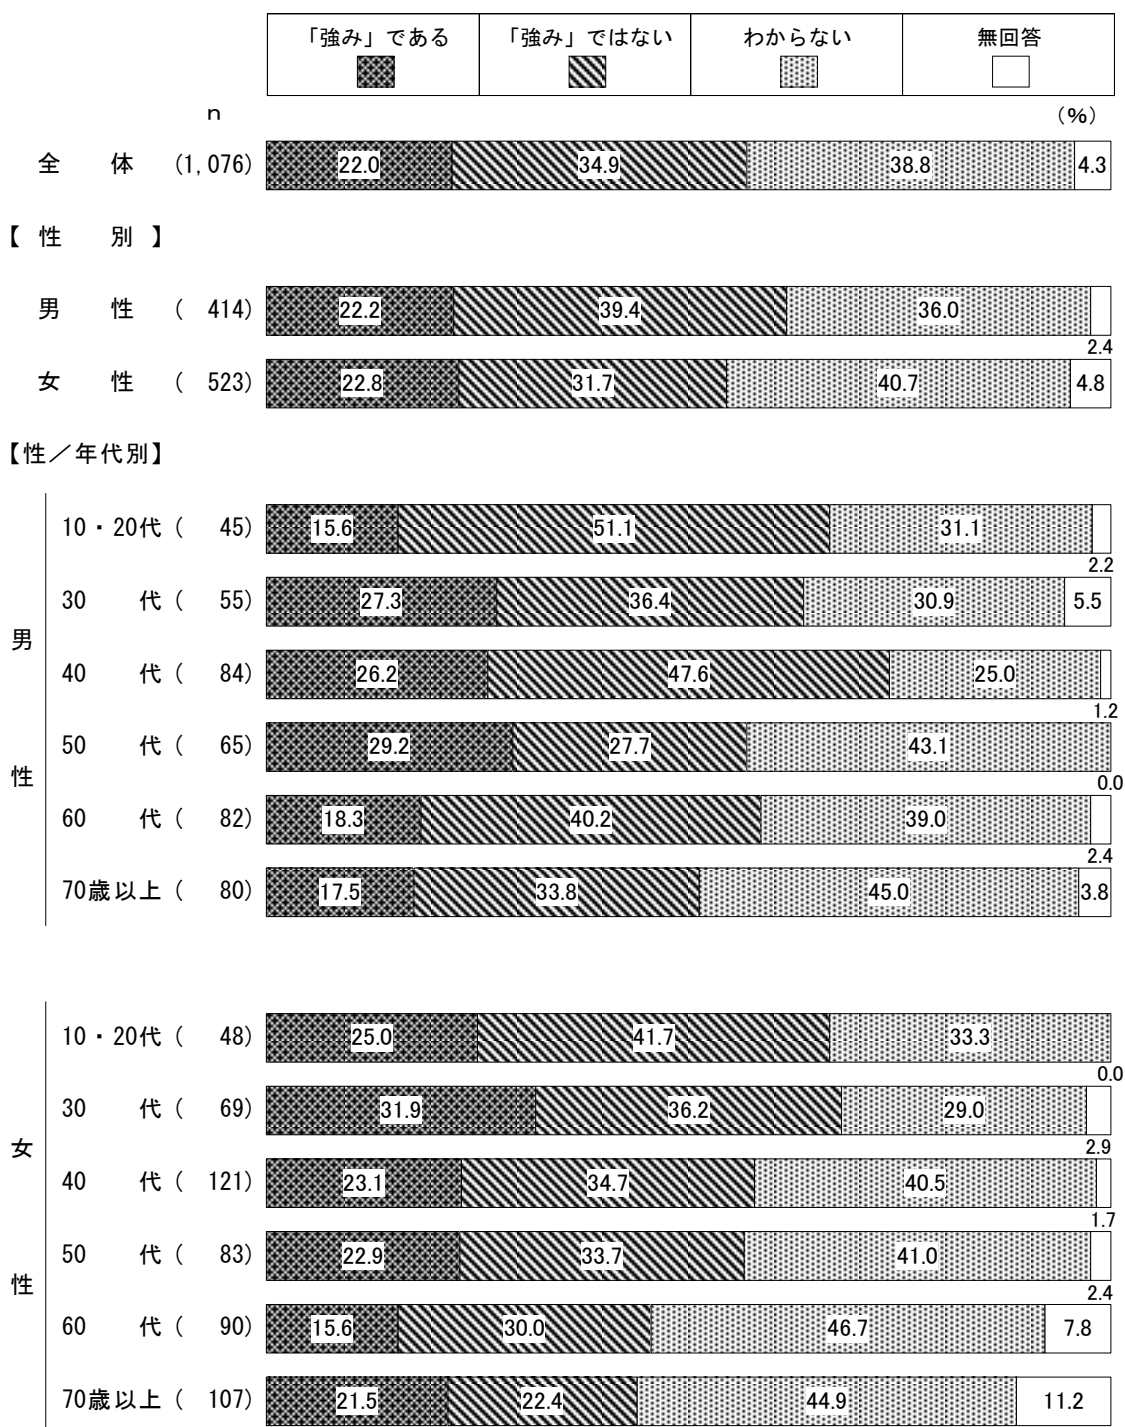 「強み」である 「強み」ではない わからない 無回答
n (%)
全 体 (1,076) 22.0 34.9 38.8 4.3
【 性 別 】
男 性 ( 414) 22.2 39.4 36.0 2.4
女 性 ( 523) 22.8 31.7 40.7 4.8
【性/年代別】
男性
10・20代 ( 45) 15.6 51.1 31.1 2.2
30 代 ( 55) 27.3 36.4 30.9 5.5
40 代 ( 84) 26.2 47.6 25.0 1.2
50 代 ( 65) 29.2 27.7 43.1 0.0
60 代 ( 82) 18.3 40.2 39.0 2.4
70歳以上 ( 80) 17.5 33.8 45.0 3.8
女性
10・20代 ( 48) 25.0 41.7 33.3 0.0
30 代 ( 69) 31.9 36.2 29.0 2.9
40 代 ( 121) 23.1 34.7 40.5 1.7
50 代 ( 83) 22.9 33.7 41.0 2.4
60 代 ( 90) 15.6 30.0 46.7 7.8
70歳以上 ( 107) 21.5 22.4 44.9 11.2